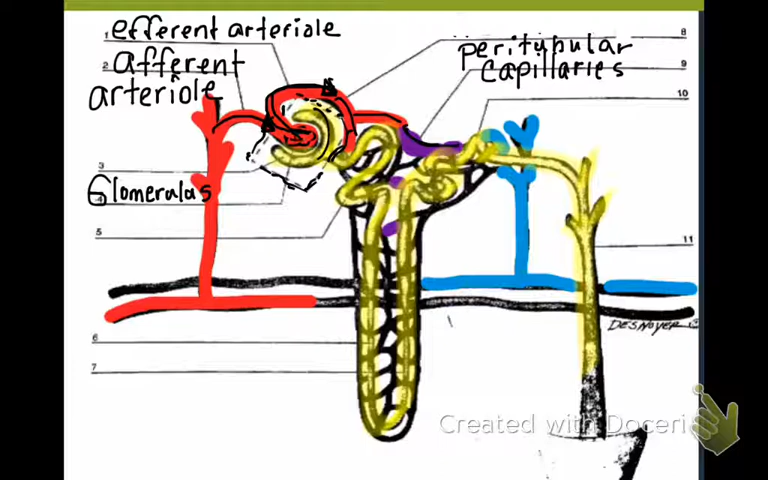 1 efferent arteriole
2 Afferent
arteriole
3
Glomerulas
4
5
6
7
8
peritubular
capillaries
9
10
11
DESNOYER
Created with Doceri